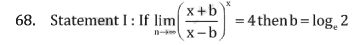 68. Statement I : If lim_{n→∞} ((x+b)/(x−b))^x = 4 then b = log_e 2